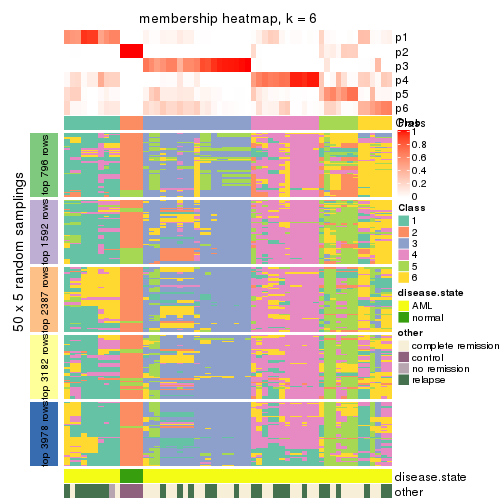 membership heatmap, k = 6
p1
p2
p3
p4
p5
p6
Class
Prob
1
0.8
0.6
0.4
0.2
0
Class
1
2
3
4
5
6
disease.state
AML
normal
other
complete remission
control
no remission
relapse
50 x 5 random samplings
top 796 rows
top 1592 rows
top 2387 rows
top 3182 rows
top 3978 rows
disease.state
other